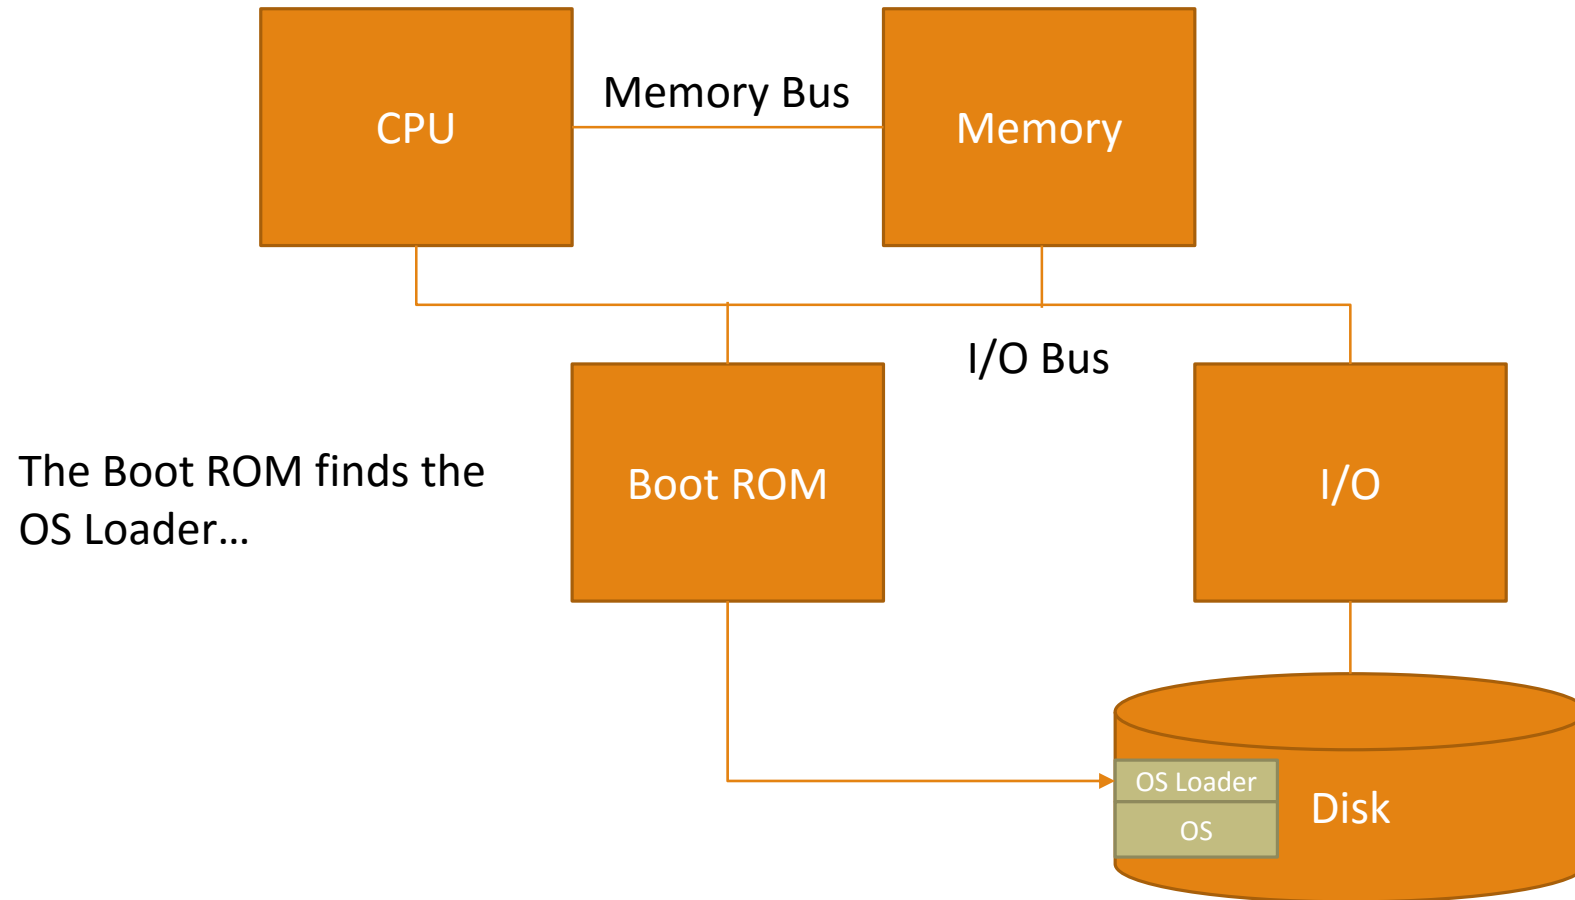 CPU
Memory Bus
Memory
I/O Bus
The Boot ROM finds the
OS Loader…
Boot ROM
I/O
OS Loader
OS
Disk